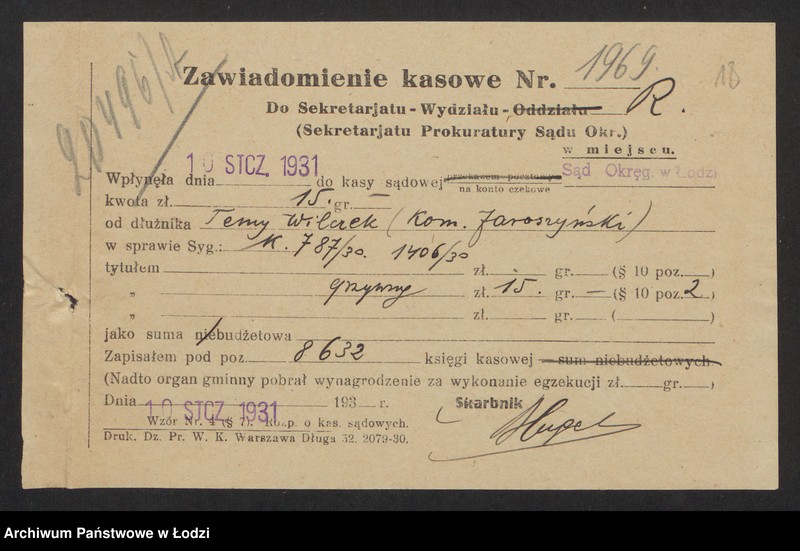 20496/A
18
Zawiadomienie kasowe Nr. 1969.
Do Sekretarjatu - Wydziału - Oddziału R.
(Sekretarjatu Prokuratury Sądu Okr.)
w miejscu.
Wpłynęła dnia 10 STCZ. 1931 do kasy sądowej przekazem pocztowym Sąd Okręg. w Łodzi
na konto czekowe
kwota zł. 15. gr. —
od dłużnika Temy Wilczek (Kom. Jaroszyński)
w sprawie Syg.: K. 787/30. 1406/30
tytułem zł. gr. (§ 10 poz. )
„ grzywny zł. 15. gr. — (§ 10 poz. 2)
„ zł. gr. ( )
jako suma niebudżetowa
Zapisałem pod poz. 8632 księgi kasowej sum niebudżetowych
(Nadto organ gminny pobrał wynagrodzenie za wykonanie egzekucji zł. gr. )
Dnia 10 STCZ. 1931 193 r. Skarbnik
Wzór Nr. 4 (§ 7). Rozp. o kas. sądowych.
Druk. Dz. Pr. W. K. Warszawa Długa 52. 2079-30.
Archiwum Państwowe w Łodzi